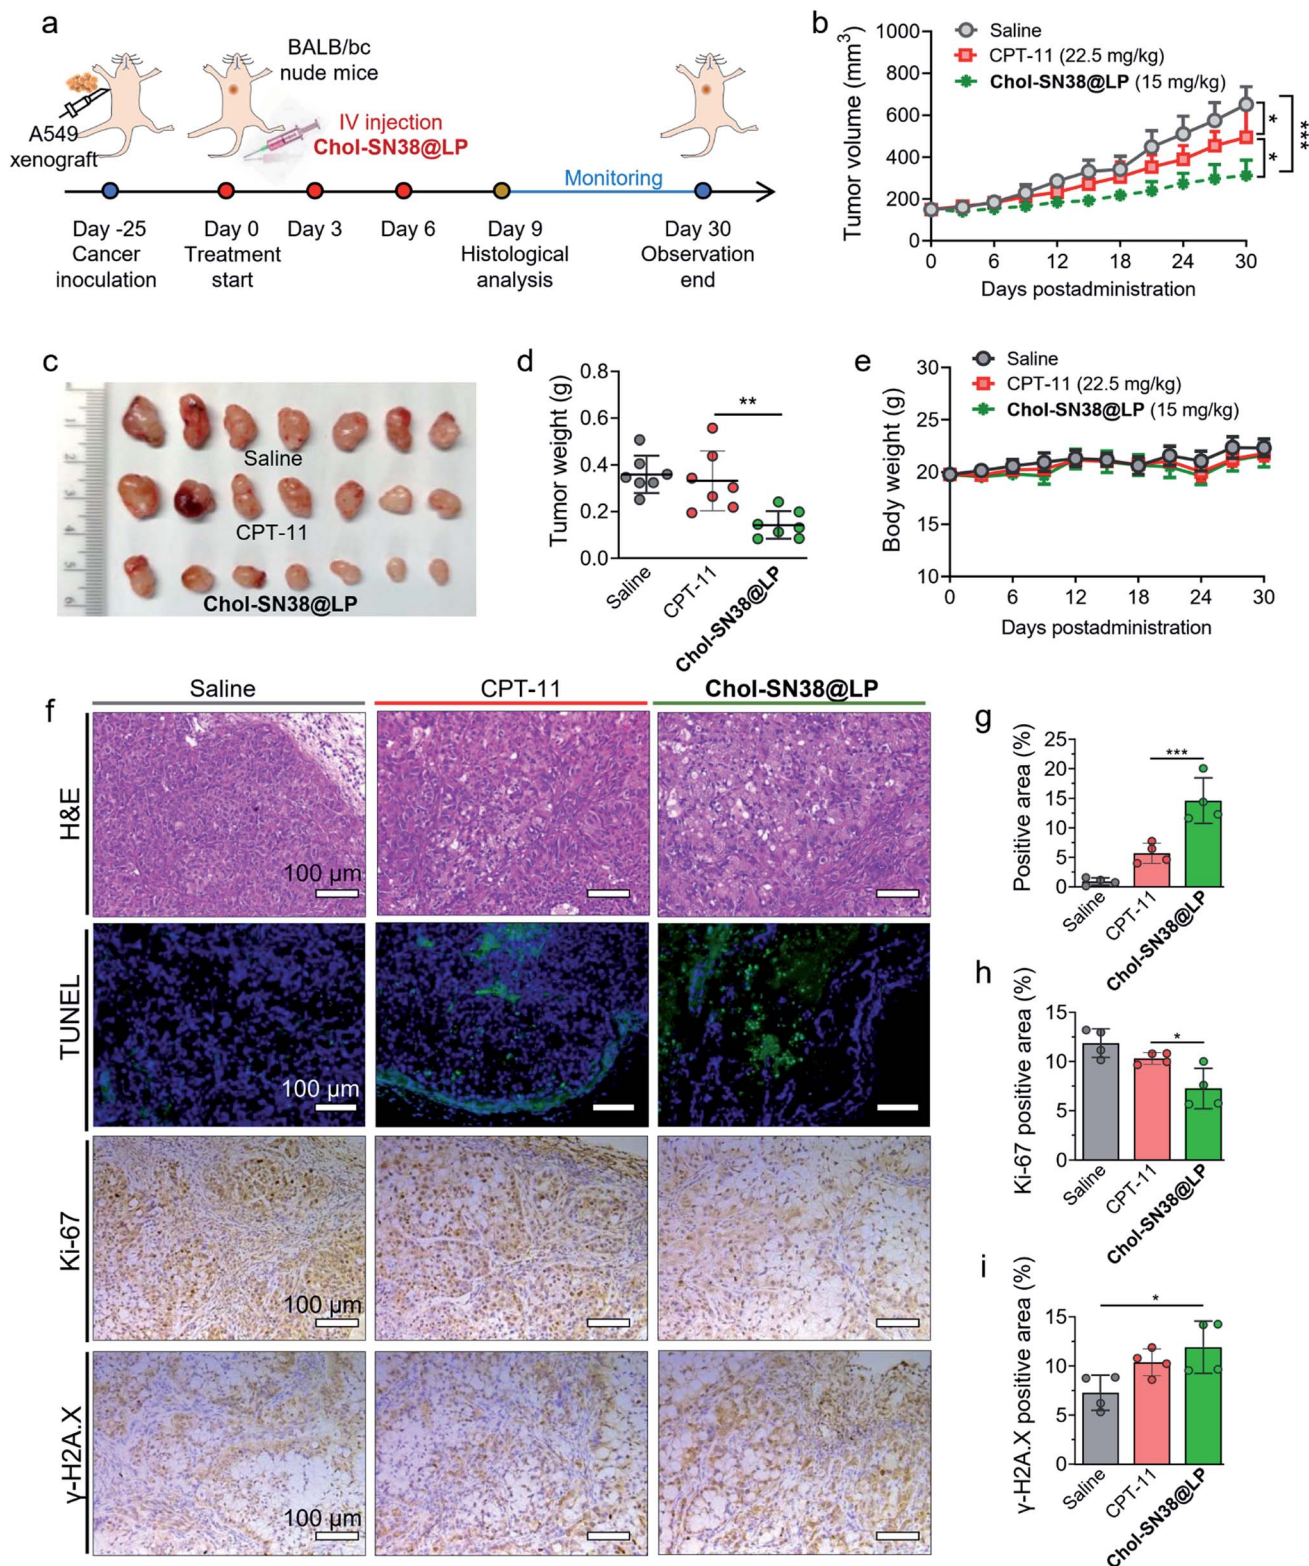 a
BALB/bc
nude mice
A549
xenograft
IV injection
Chol-SN38@LP
Monitoring
Day -25
Cancer
inoculation
Day 0
Treatment
start
Day 3
Day 6
Day 9
Histological
analysis
Day 30
Observation
end
b
Saline
CPT-11 (22.5 mg/kg)
Chol-SN38@LP (15 mg/kg)
Tumor volume (mm³)
1000
800
600
400
200
0
0 6 12 18 24 30
Days postadministration
*
*
***
c
Saline
CPT-11
Chol-SN38@LP
1
2
3
4
5
6
d
Tumor weight (g)
0.8
0.6
0.4
0.2
0.0
**
Saline
CPT-11
Chol-SN38@LP
e
Saline
CPT-11 (22.5 mg/kg)
Chol-SN38@LP (15 mg/kg)
Body weight (g)
30
25
20
15
10
0 6 12 18 24 30
Days postadministration
f
Saline CPT-11 Chol-SN38@LP
H&E
100 µm
TUNEL
100 µm
Ki-67
100 µm
γ-H2A.X
100 µm
g
Positive area (%)
25
20
15
10
5
0
***
Saline
CPT-11
Chol-SN38@LP
h
Ki-67 positive area (%)
15
10
5
0
*
Saline
CPT-11
Chol-SN38@LP
i
γ-H2A.X positive area (%)
15
10
5
0
*
Saline
CPT-11
Chol-SN38@LP